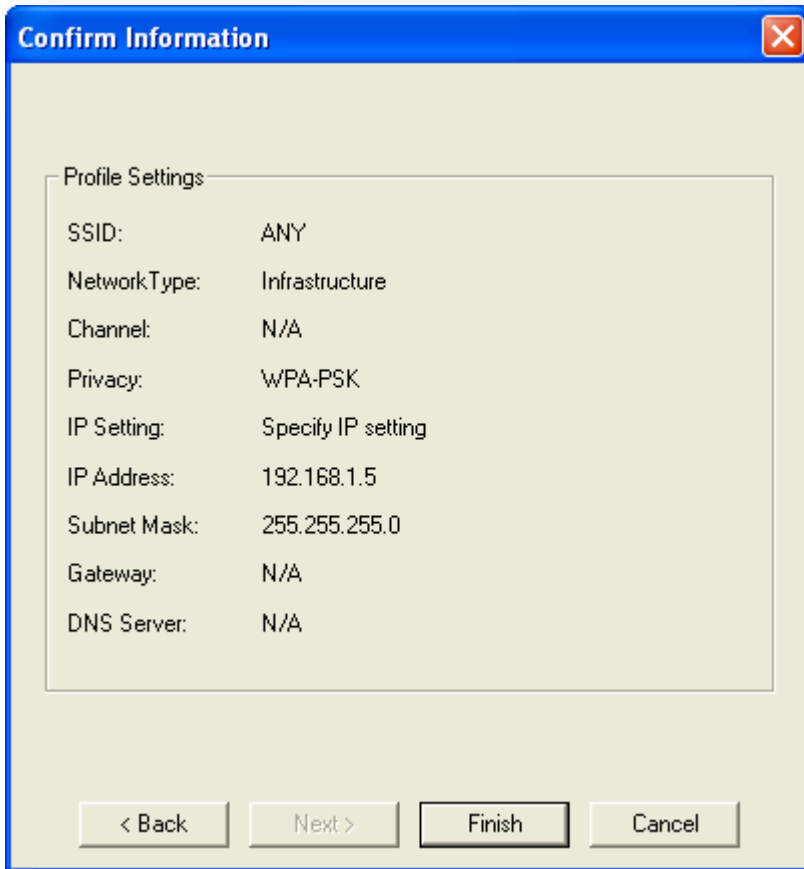 Confirm Information
Profile Settings
SSID: ANY
NetworkType: Infrastructure
Channel: N/A
Privacy: WPA-PSK
IP Setting: Specify IP setting
IP Address: 192.168.1.5
Subnet Mask: 255.255.255.0
Gateway: N/A
DNS Server: N/A
< Back Next > Finish Cancel